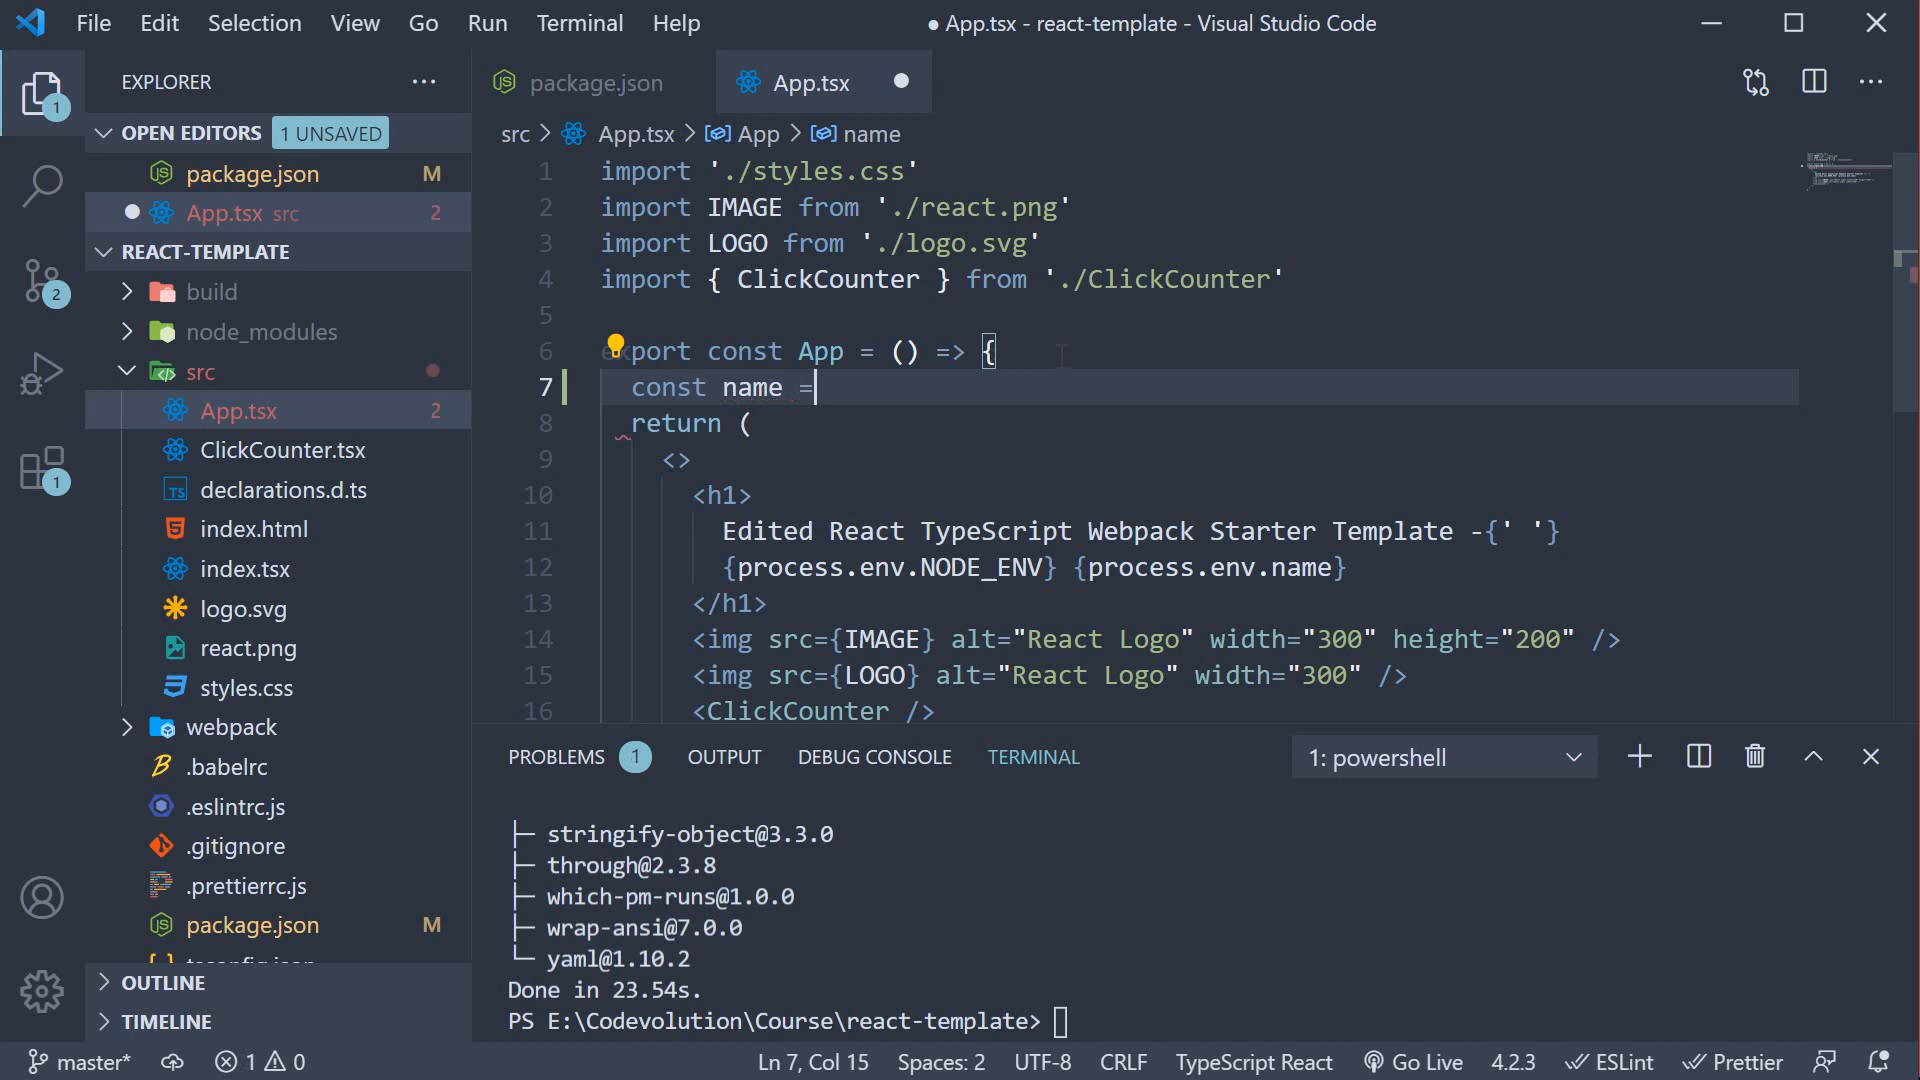 File Edit Selection View Go Run Terminal Help
● App.tsx - react-template - Visual Studio Code
EXPLORER
1
OPEN EDITORS 1 UNSAVED
package.json M
App.tsx src 2
REACT-TEMPLATE
build
node_modules
src
App.tsx 2
ClickCounter.tsx
declarations.d.ts
index.html
index.tsx
logo.svg
react.png
styles.css
webpack
.babelrc
.eslintrc.js
.gitignore
.prettierrc.js
package.json M
OUTLINE
TIMELINE
2
1
package.json App.tsx
src > App.tsx > App > name
1 import './styles.css'
2 import IMAGE from './react.png'
3 import LOGO from './logo.svg'
4 import { ClickCounter } from './ClickCounter'
5
6 export const App = () => {
7 const name =
8 return (
9 <>
10 <h1>
11 Edited React TypeScript Webpack Starter Template -{' '}
12 {process.env.NODE_ENV} {process.env.name}
13 </h1>
14 <img src={IMAGE} alt="React Logo" width="300" height="200" />
15 <img src={LOGO} alt="React Logo" width="300" />
16 <ClickCounter />
PROBLEMS 1 OUTPUT DEBUG CONSOLE TERMINAL 1: powershell
├─ stringify-object@3.3.0
├─ through@2.3.8
├─ which-pm-runs@1.0.0
├─ wrap-ansi@7.0.0
└─ yaml@1.10.2
Done in 23.54s.
PS E:\Codevolution\Course\react-template>
master* 1 0 Ln 7, Col 15 Spaces: 2 UTF-8 CRLF TypeScript React Go Live 4.2.3 ESLint Prettier